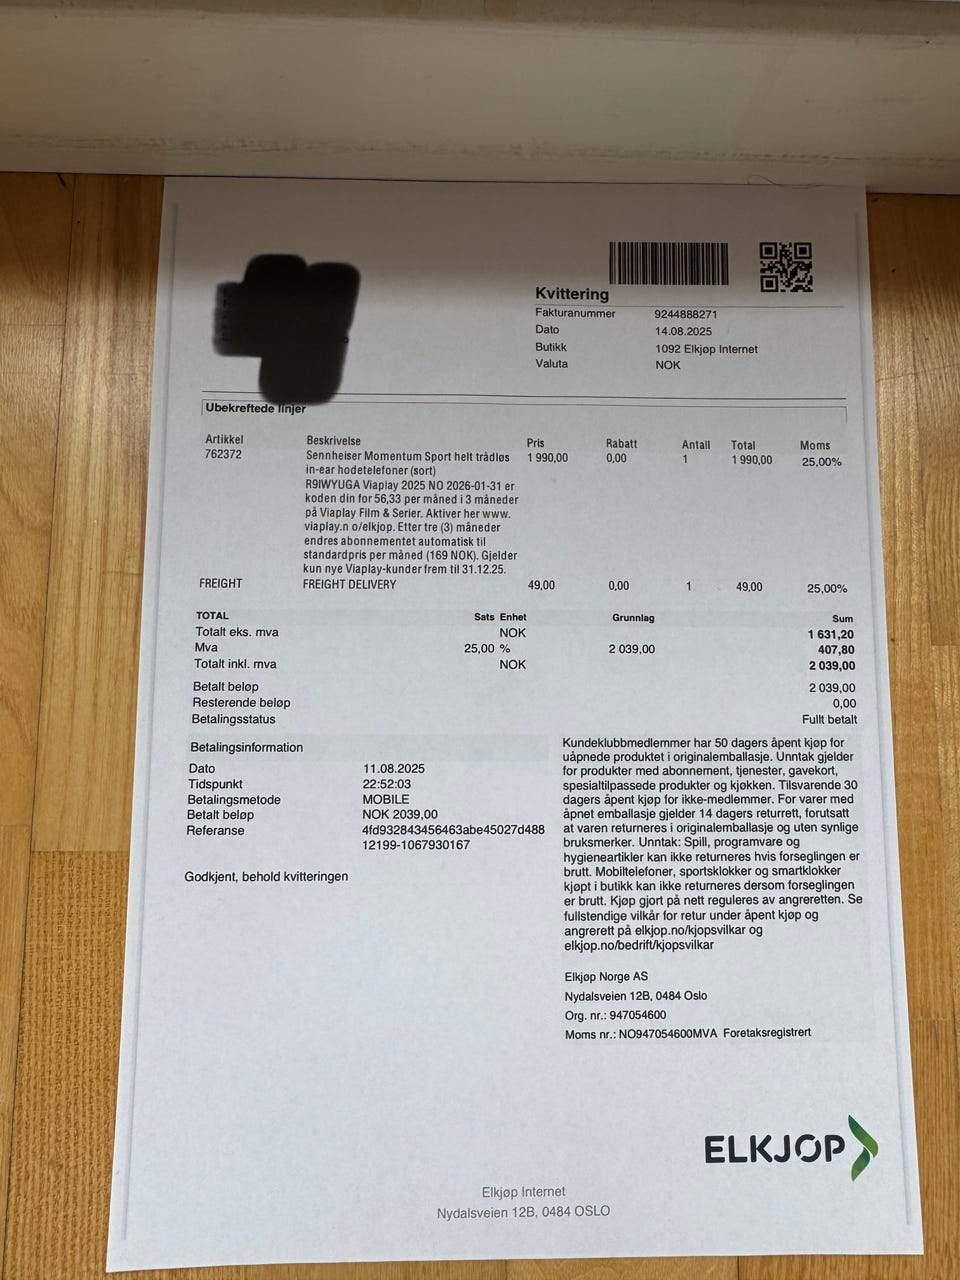 Kvittering
Fakturanummer 9244888271
Dato 14.08.2025
Butikk 1092 Elkjøp Internet
Valuta NOK
Ubekreftede linjer
Artikkel Beskrivelse Pris Rabatt Antall Total Moms
762372 Sennheiser Momentum Sport helt trådløs 1 990,00 0,00 1 1 990,00 25,00%
in-ear hodetelefoner (sort)
R9IWYUGA Viaplay 2025 NO 2026-01-31 er
koden din for 56,33 per måned i 3 måneder
på Viaplay Film & Serier. Aktiver her www.
viaplay.n o/elkjop. Etter tre (3) måneder
endres abonnementet automatisk til
standardpris per måned (169 NOK). Gjelder
kun nye Viaplay-kunder frem til 31.12.25.
FREIGHT FREIGHT DELIVERY 49,00 0,00 1 49,00 25,00%
TOTAL Sats Enhet Grunnlag Sum
Totalt eks. mva NOK 1 631,20
Mva 25,00 % 2 039,00 407,80
Totalt inkl. mva NOK 2 039,00
Betalt beløp 2 039,00
Resterende beløp 0,00
Betalingsstatus Fullt betalt
Betalingsinformation
Dato 11.08.2025
Tidspunkt 22:52:03
Betalingsmetode MOBILE
Betalt beløp NOK 2039,00
Referanse 4fd932843456463abe45027d488
12199-1067930167
Godkjent, behold kvitteringen
Kundeklubbmedlemmer har 50 dagers åpent kjøp for
uåpnede produktet i originalemballasje. Unntak gjelder
for produkter med abonnement, tjenester, gavekort,
spesialtilpassede produkter og kjøkken. Tilsvarende 30
dagers åpent kjøp for ikke-medlemmer. For varer med
åpnet emballasje gjelder 14 dagers returrett, forutsatt
at varen returneres i originalemballasje og uten synlige
bruksmerker. Unntak: Spill, programvare og
hygieneartikler kan ikke returneres hvis forseglingen er
brutt. Mobiltelefoner, sportsklokker og smartklokker
kjøpt i butikk kan ikke returneres dersom forseglingen
er brutt. Kjøp gjort på nett reguleres av angreretten. Se
fullstendige vilkår for retur under åpent kjøp og
angrerett på elkjop.no/kjopsvilkar og
elkjop.no/bedrift/kjopsvilkar
Elkjøp Norge AS
Nydalsveien 12B, 0484 Oslo
Org. nr.: 947054600
Moms nr.: NO947054600MVA Foretaksregistrert
ELKJØP
Elkjøp Internet
Nydalsveien 12B, 0484 OSLO